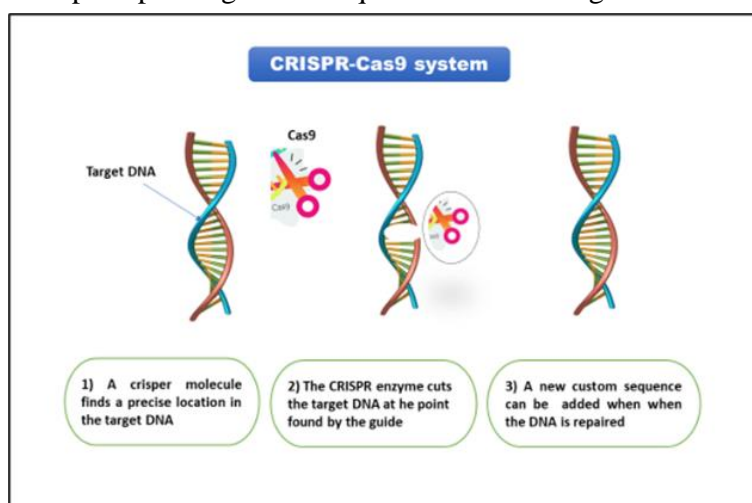 CRISPR-Cas9 system
Cas9
Target DNA
Cas9
1) A crisper molecule
finds a precise location in
the target DNA
2) The CRISPR enzyme cuts
the target DNA at he point
found by the guide
3) A new custom sequence
can be added when when
the DNA is repaired